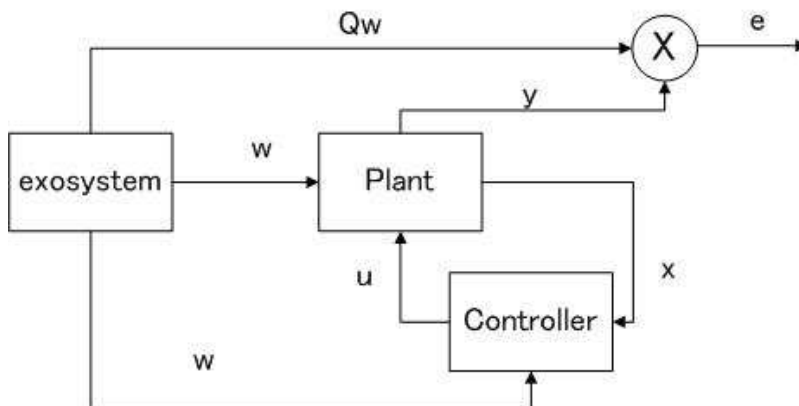 Qw
X
e
y
exosystem
w
Plant
u
x
Controller
w